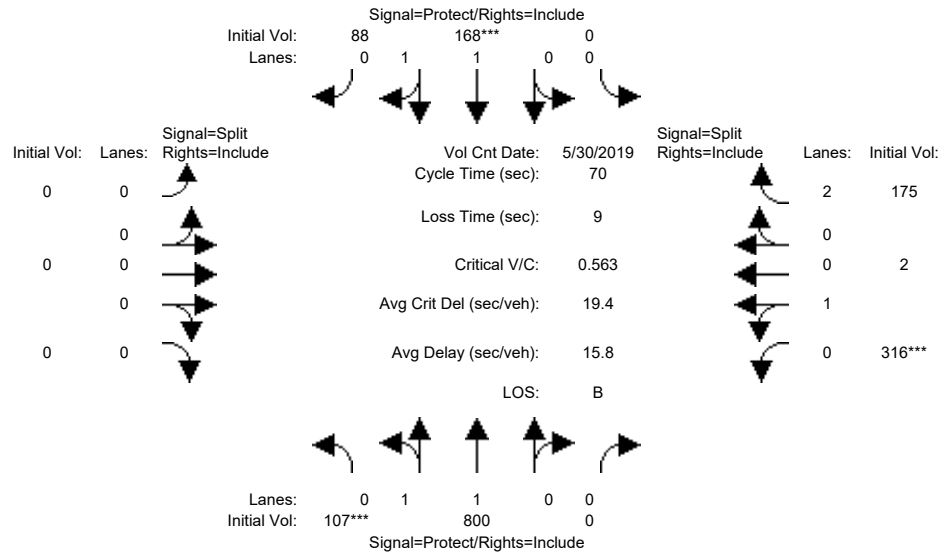 Signal=Protect/Rights=Include
Initial Vol: 88 168*** 0
Lanes: 0 1 1 0 0
Signal=Split
Initial Vol: Lanes: Rights=Include
Vol Cnt Date: 5/30/2019
Signal=Split
Rights=Include Lanes: Initial Vol:
Cycle Time (sec): 70
0 0 2 175
Loss Time (sec): 9
0 0
0 0 Critical V/C: 0.563 0 2
0 Avg Crit Del (sec/veh): 19.4 1
0 0 Avg Delay (sec/veh): 15.8 0 316***
LOS: B
Lanes: 0 1 1 0 0
Initial Vol: 107*** 800 0
Signal=Protect/Rights=Include